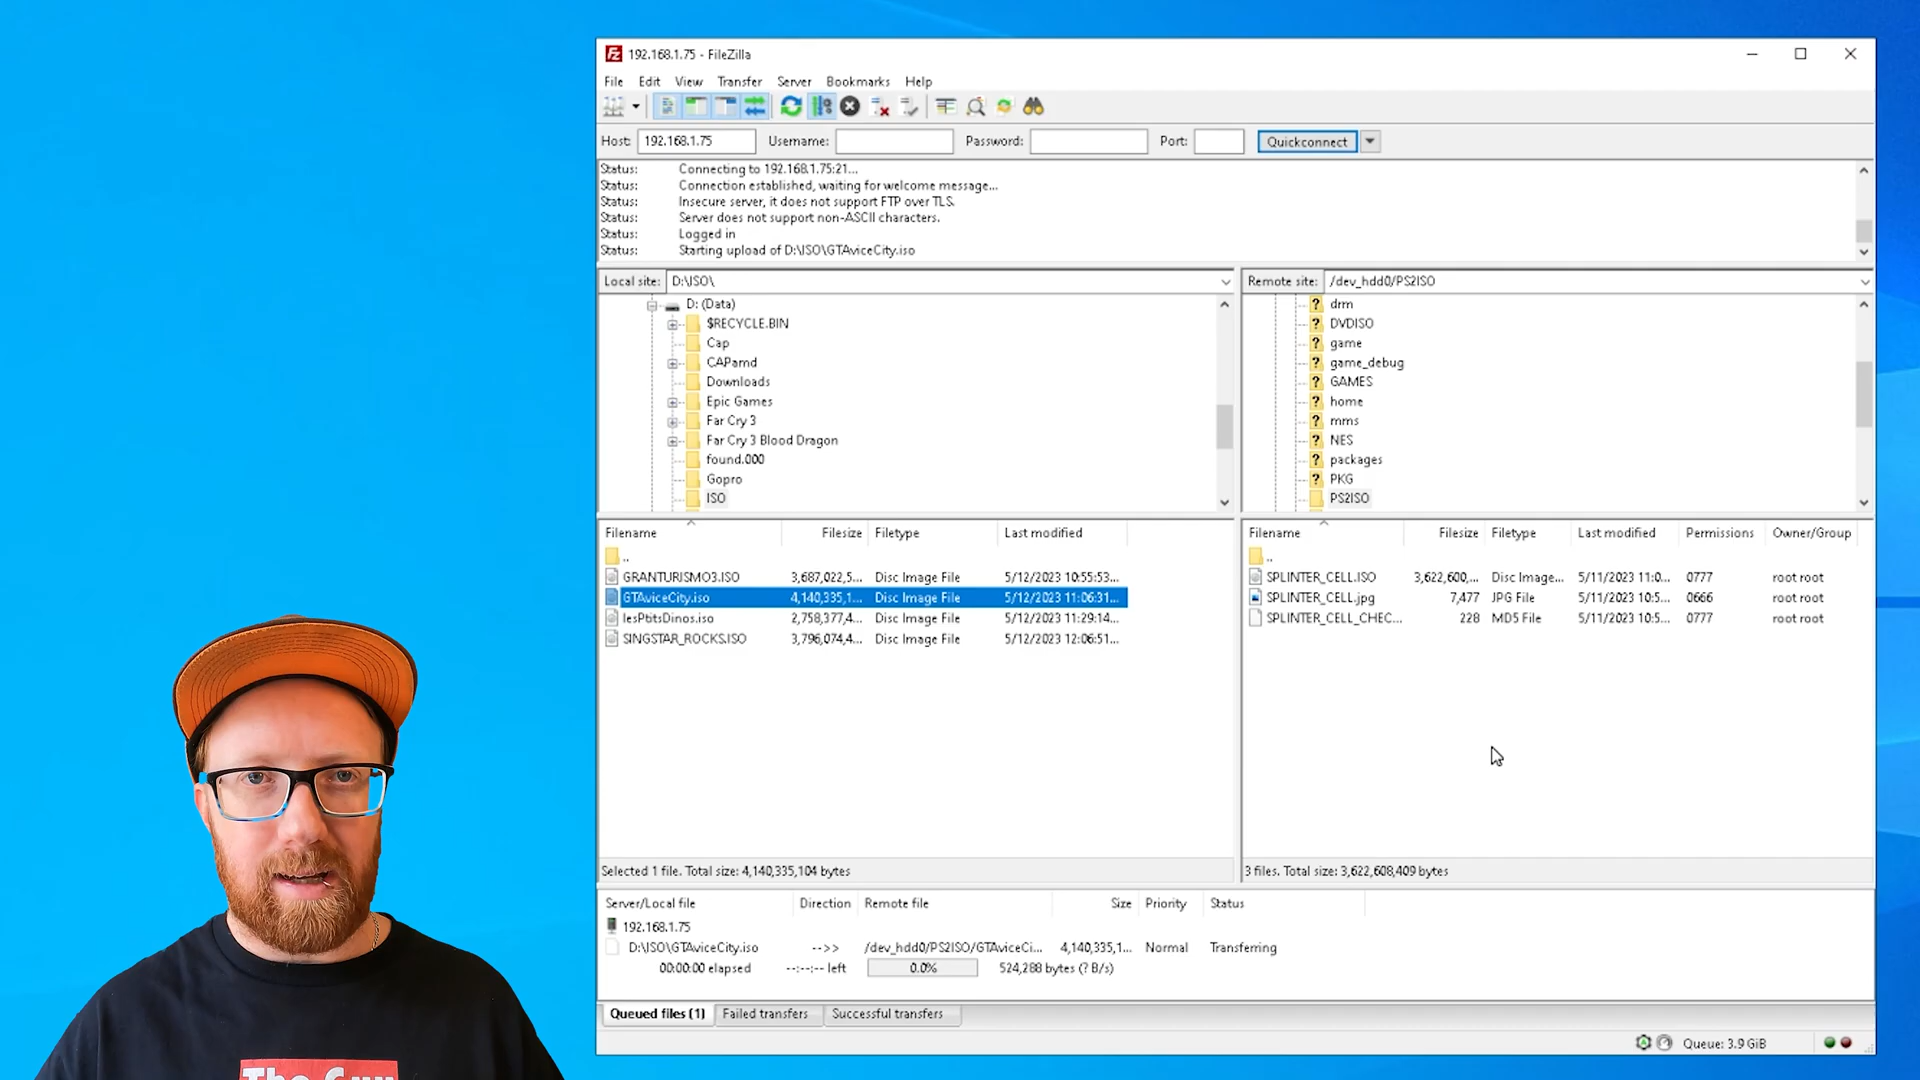 192.168.1.75 - FileZilla
File Edit View Transfer Server Bookmarks Help
Host: 192.168.1.75 Username: Password: Port: Quickconnect
Status: Connecting to 192.168.1.75:21...
Status: Connection established, waiting for welcome message...
Status: Insecure server, it does not support FTP over TLS.
Status: Server does not support non-ASCII characters.
Status: Logged in
Status: Starting upload of D:\ISO\GTAviceCity.iso
Local site: D:\ISO\
D: (Data)
$RECYCLE.BIN
Cap
CAPamd
Downloads
Epic Games
Far Cry 3
Far Cry 3 Blood Dragon
found.000
Gopro
ISO
Remote site: /dev_hdd0/PS2ISO
drm
DVDISO
game
game_debug
GAMES
home
mms
NES
packages
PKG
PS2ISO
Filename Filesize Filetype Last modified
..
GRANTURISMO3.ISO 3,687,022,5... Disc Image File 5/12/2023 10:55:53...
GTAviceCity.iso 4,140,335,1... Disc Image File 5/12/2023 11:06:31...
lesPtitsDinos.iso 2,758,377,4... Disc Image File 5/12/2023 11:29:14...
SINGSTAR_ROCKS.ISO 3,796,074,4... Disc Image File 5/12/2023 12:06:51...
Selected 1 file. Total size: 4,140,335,104 bytes
Filename Filesize Filetype Last modified Permissions Owner/Group
..
SPLINTER_CELL.ISO 3,622,600,... Disc Image... 5/11/2023 11:0... 0777 root root
SPLINTER_CELL.jpg 7,477 JPG File 5/11/2023 10:5... 0666 root root
SPLINTER_CELL_CHEC... 228 MD5 File 5/11/2023 10:5... 0777 root root
3 files. Total size: 3,622,608,409 bytes
Server/Local file Direction Remote file Size Priority Status
192.168.1.75
D:\ISO\GTAviceCity.iso -->> /dev_hdd0/PS2ISO/GTAviceCi... 4,140,335,1... Normal Transferring
00:00:00 elapsed --:--:-- left 0.0% 524,288 bytes (? B/s)
Queued files (1) Failed transfers Successful transfers
Queue: 3.9 GiB
The Guy